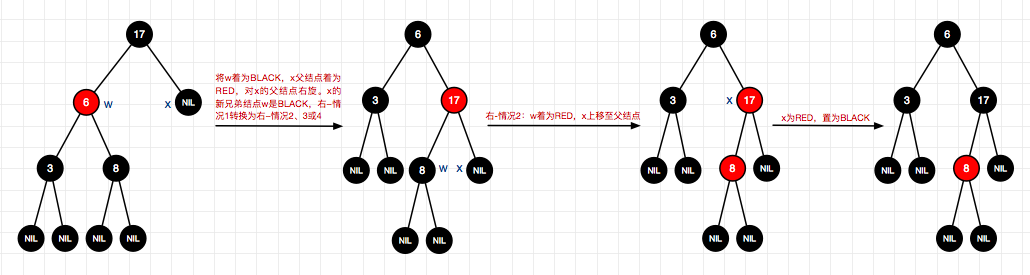 17
6
w
x
NIL
3
8
NIL
NIL
NIL
NIL
将w着为BLACK，x父结点着为
RED，对x的父结点右旋。x的
新兄弟结点w是BLACK，右-情
况1转换为右-情况2、3或4
6
3
17
NIL
NIL
8
w
x
NIL
NIL
NIL
右-情况2：w着为RED，x上移至父结点
6
3
x
17
NIL
NIL
8
NIL
NIL
NIL
x为RED，置为BLACK
6
3
17
NIL
NIL
8
NIL
NIL
NIL